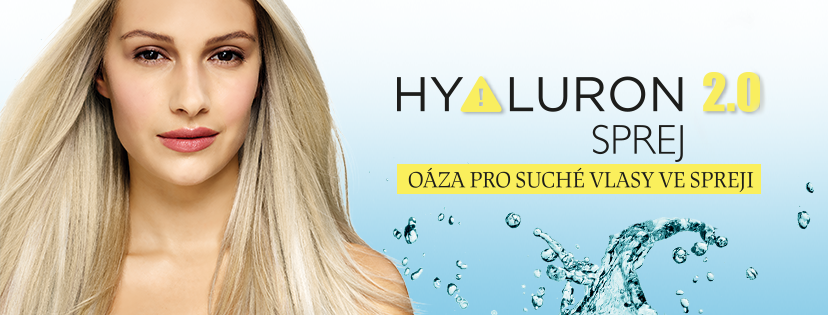 HYALURON 2.0
SPREJ
OÁZA PRO SUCHÉ VLASY VE SPREJI